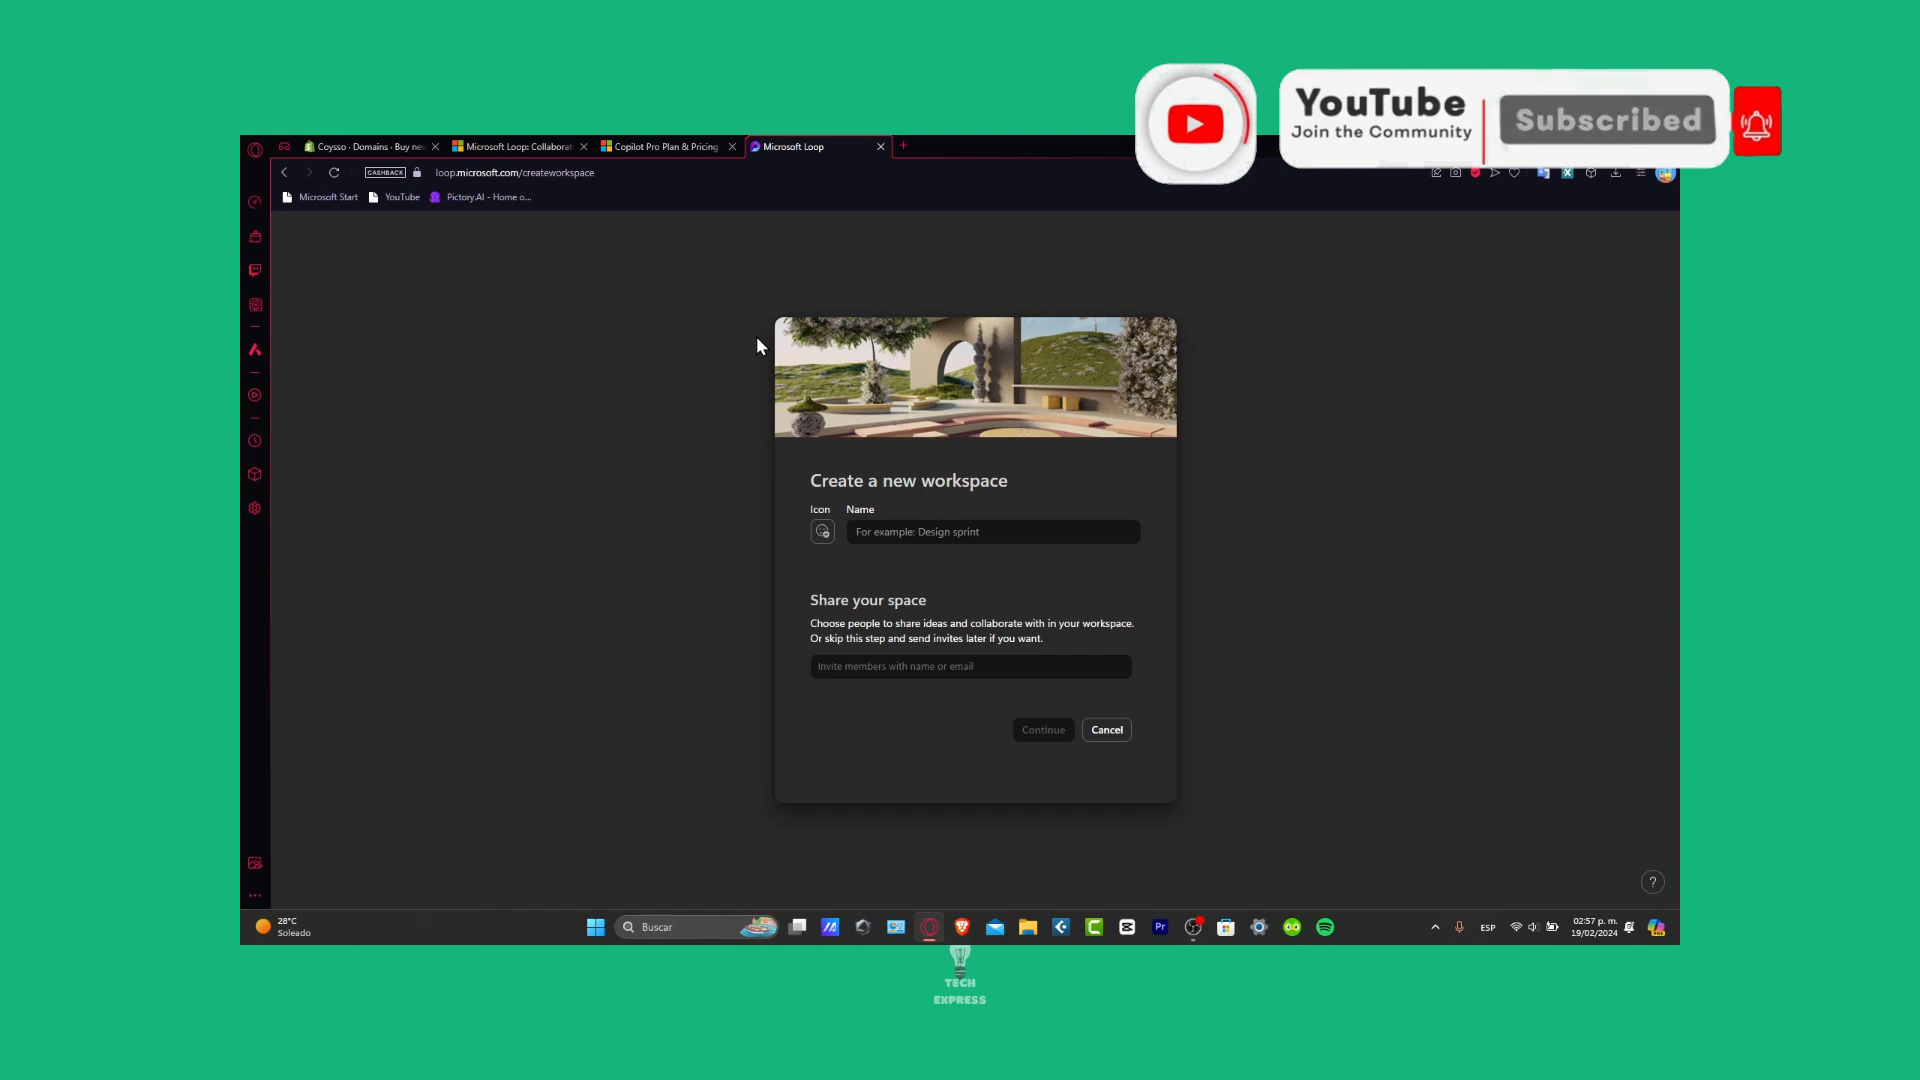 YouTube
Join the Community
Subscribed
Coysso · Domains · Buy new
Microsoft Loop: Collaborat
Copilot Pro Plan & Pricing
Microsoft Loop
CASHBACK
loop.microsoft.com/createworkspace
Microsoft Start
YouTube
Pictory.AI - Home o...
Create a new workspace
Icon
Name
For example: Design sprint
Share your space
Choose people to share ideas and collaborate with in your workspace.
Or skip this step and send invites later if you want.
Invite members with name or email
Continue
Cancel
?
28°C
Soleado
Buscar
Pr
ESP
02:57 p. m.
19/02/2024
TECH
EXPRESS